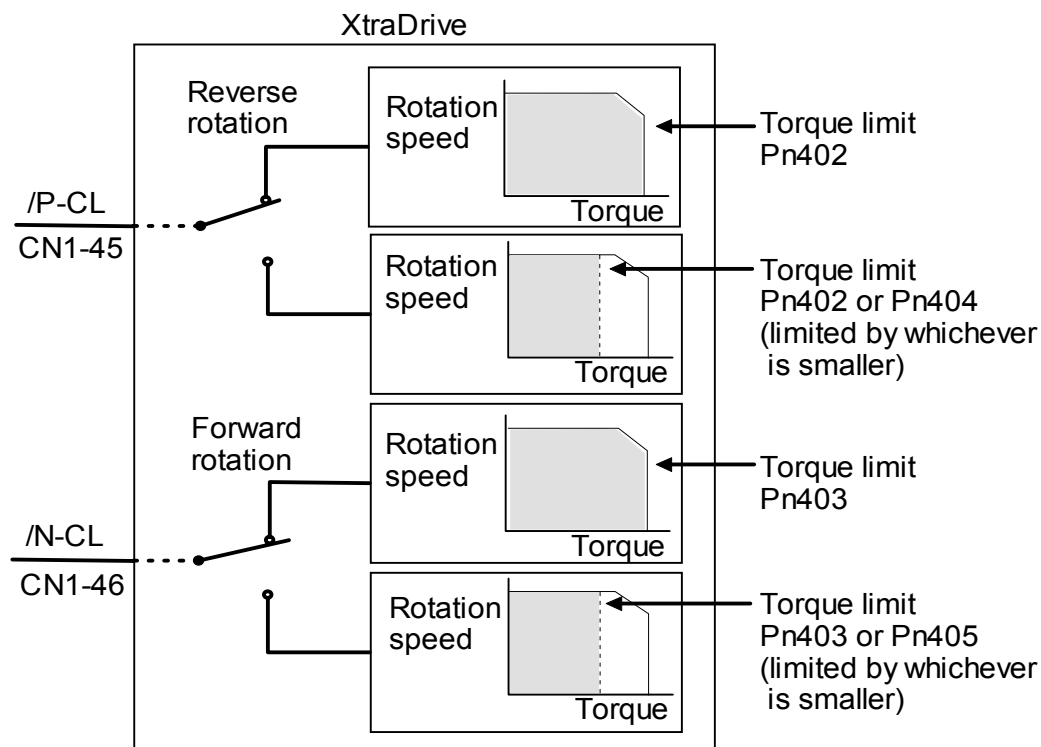 XtraDrive
Reverse
rotation
Rotation
speed
Torque
Torque limit
Pn402
/P-CL
CN1-45
Rotation
speed
Torque
Torque limit
Pn402 or Pn404
(limited by whichever
is smaller)
Forward
rotation
Rotation
speed
Torque
Torque limit
Pn403
/N-CL
CN1-46
Rotation
speed
Torque
Torque limit
Pn403 or Pn405
(limited by whichever
is smaller)